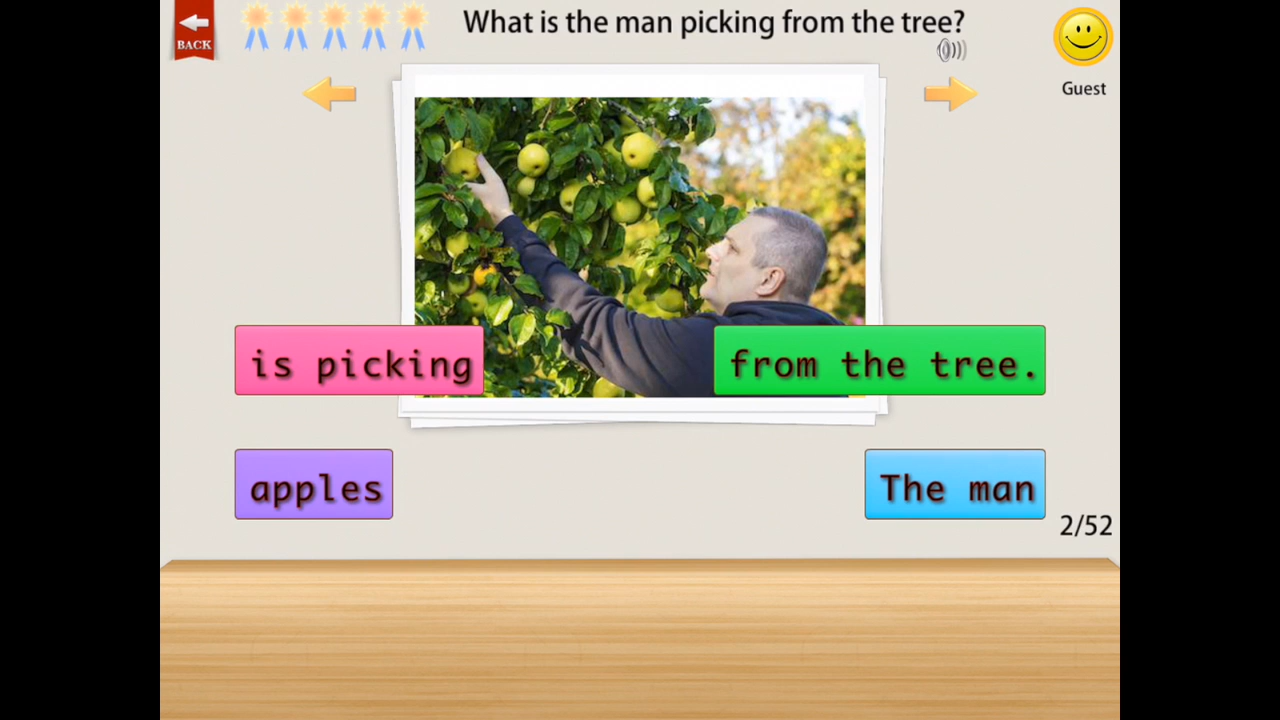 What is the man picking from the tree?
BACK
Guest
is picking
from the tree.
apples
The man
2/52